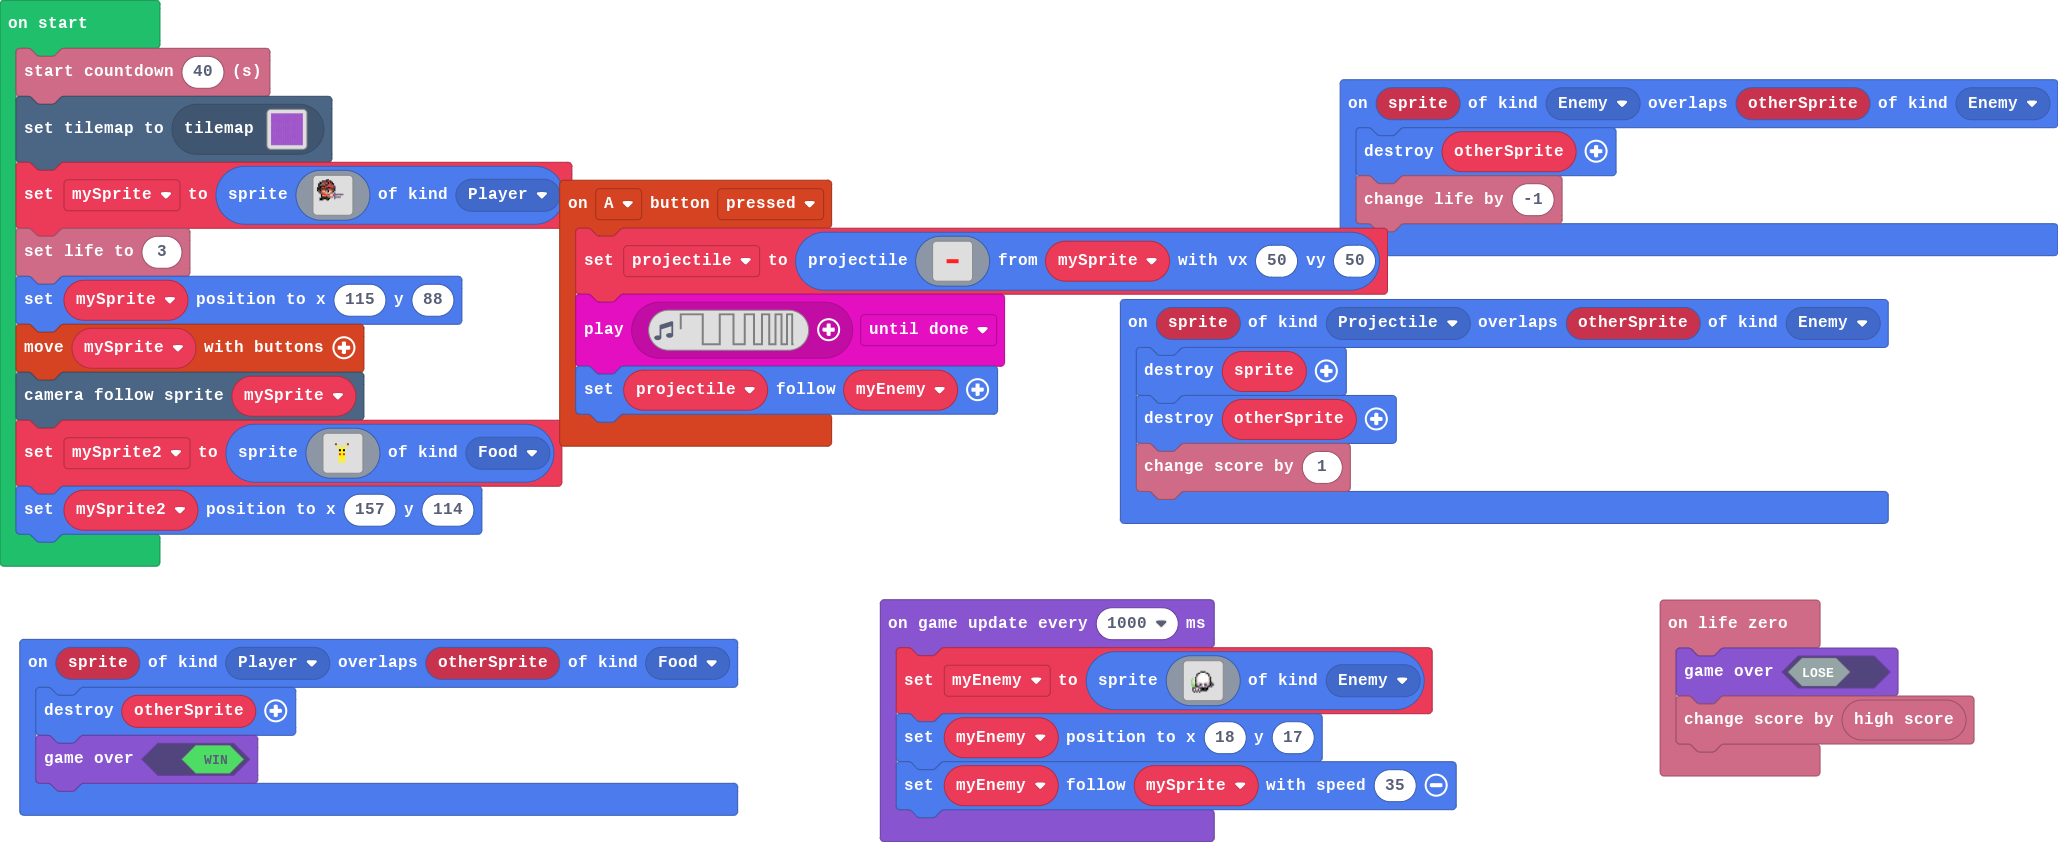 on start
start countdown 40 (s)
set tilemap to tilemap
set mySprite to sprite of kind Player
set life to 3
set mySprite position to x 115 y 88
move mySprite with buttons
camera follow sprite mySprite
set mySprite2 to sprite of kind Food
set mySprite2 position to x 157 y 114
on A button pressed
set projectile to projectile from mySprite with vx 50 vy 50
play until done
set projectile follow myEnemy
on sprite of kind Enemy overlaps otherSprite of kind Enemy
destroy otherSprite
change life by -1
on sprite of kind Projectile overlaps otherSprite of kind Enemy
destroy sprite
destroy otherSprite
change score by 1
on sprite of kind Player overlaps otherSprite of kind Food
destroy otherSprite
game over WIN
on game update every 1000 ms
set myEnemy to sprite of kind Enemy
set myEnemy position to x 18 y 17
set myEnemy follow mySprite with speed 35
on life zero
game over LOSE
change score by high score